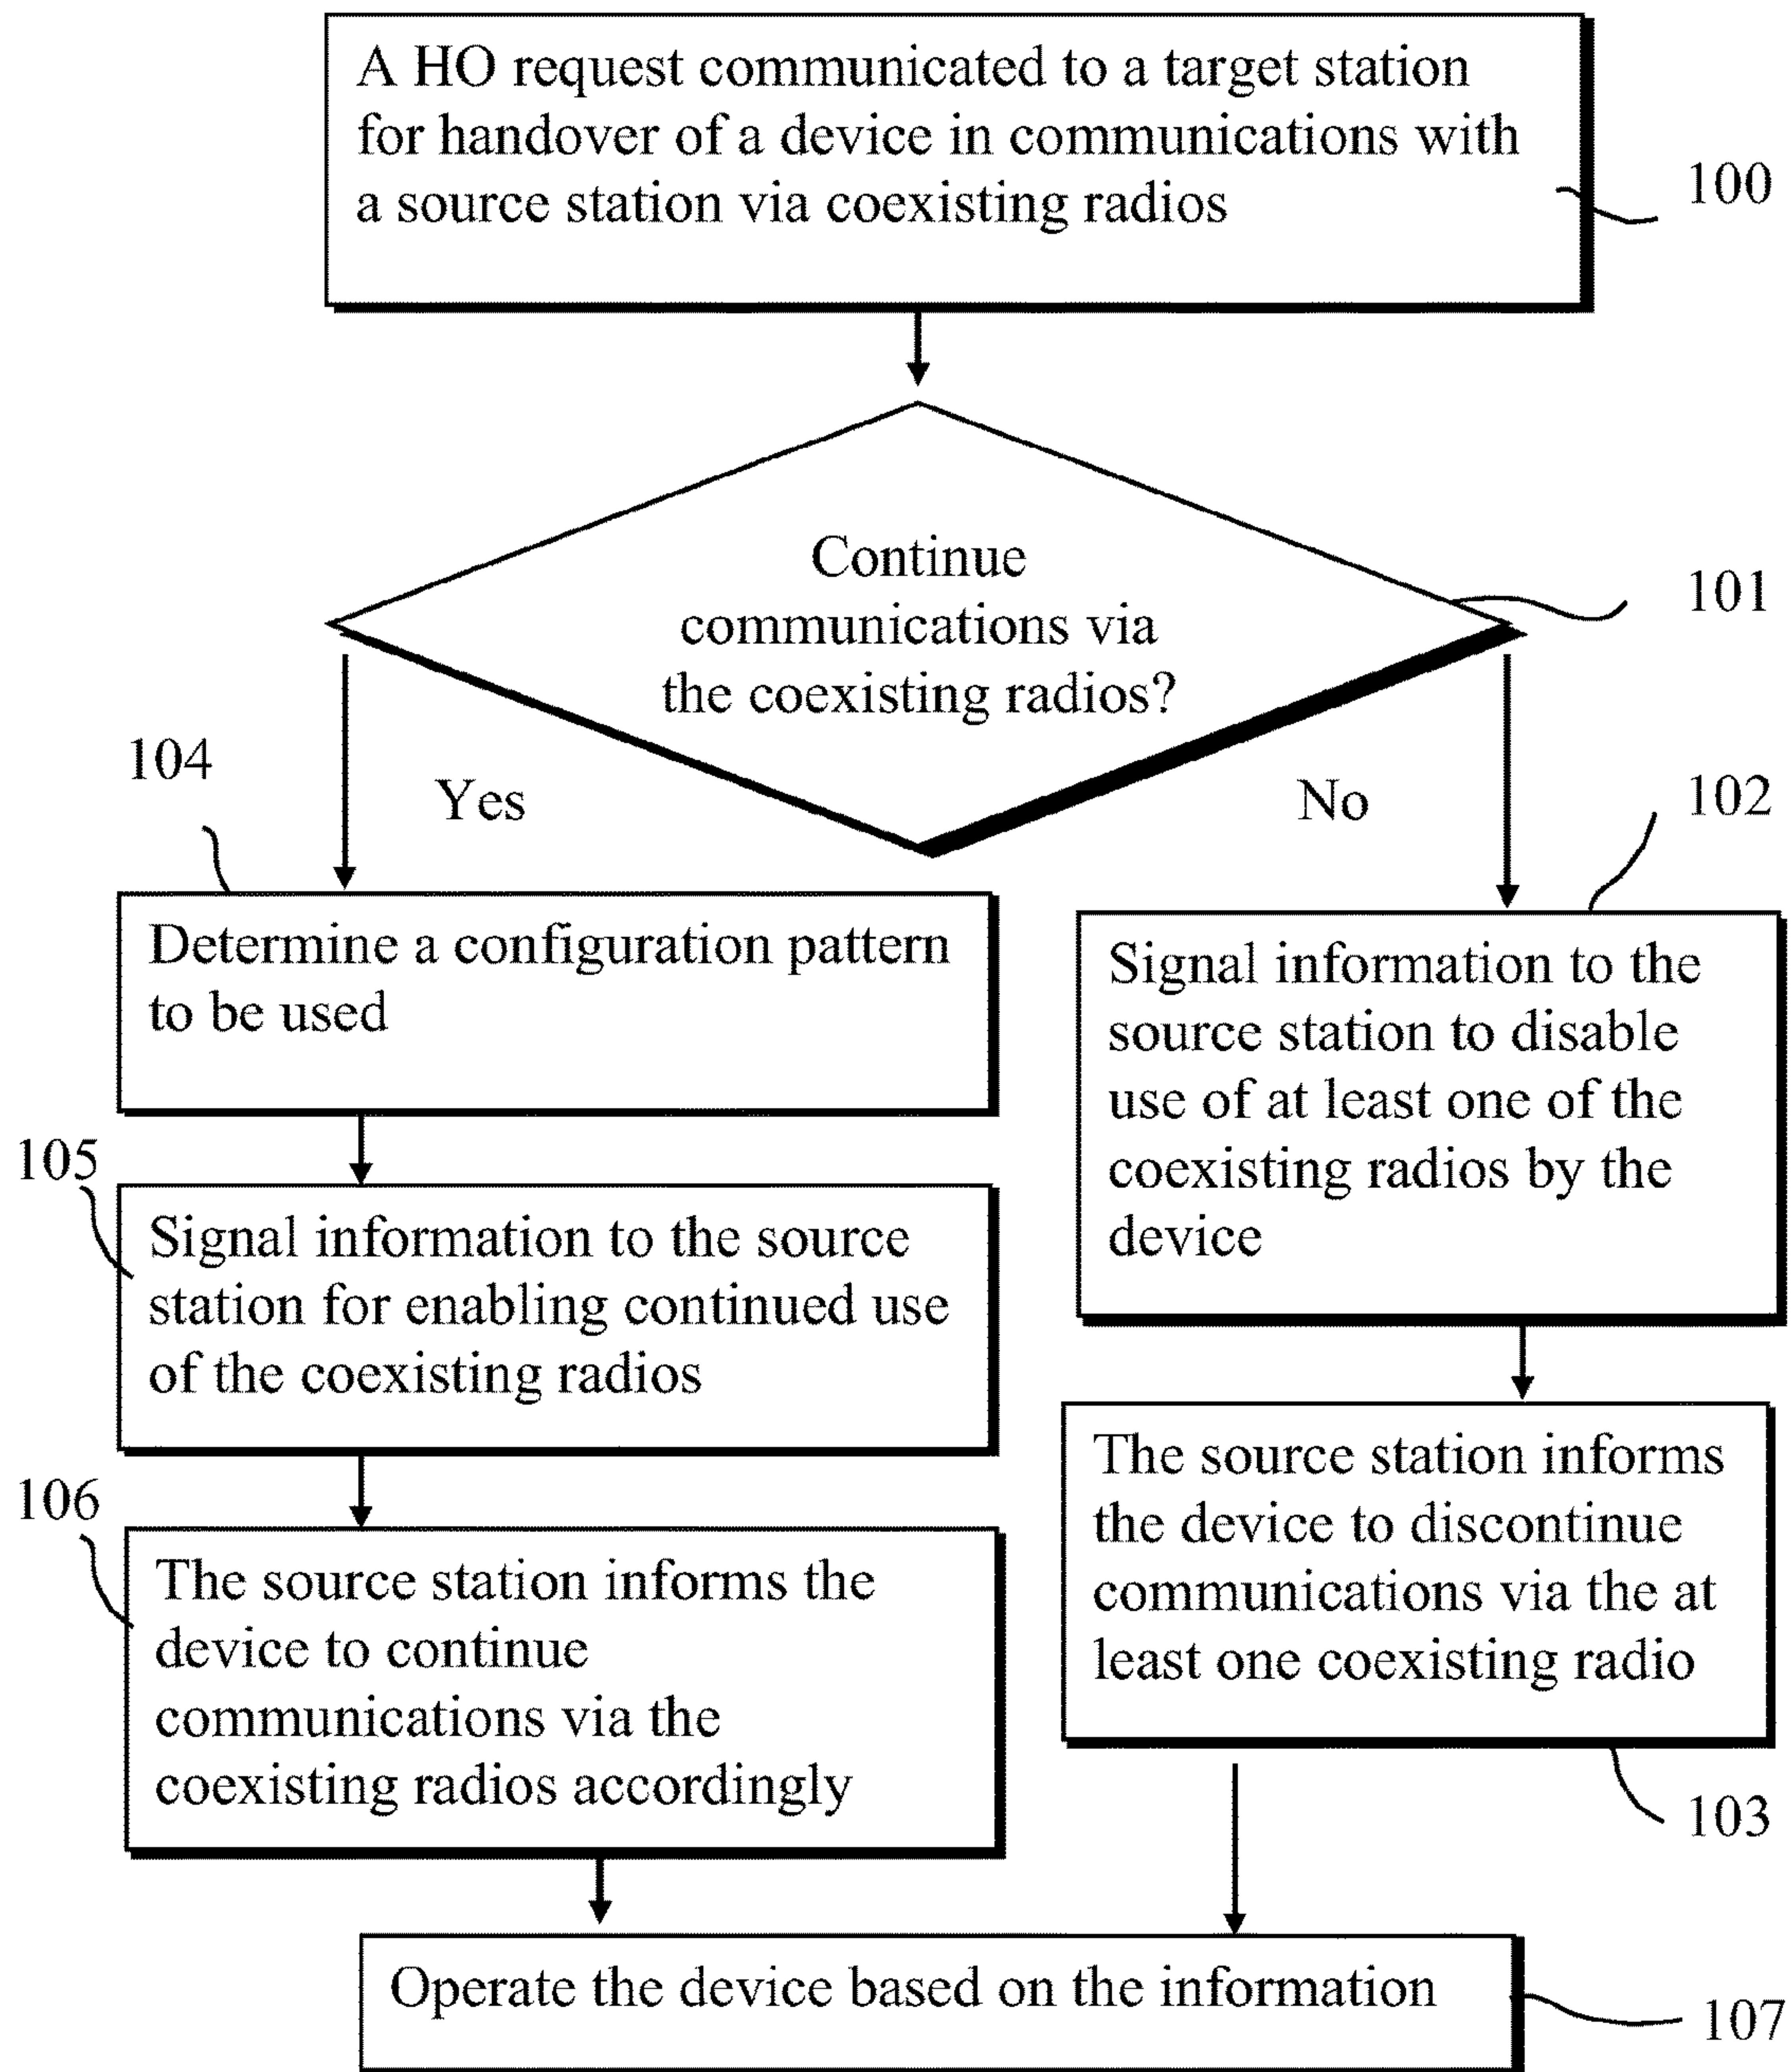 A HO request communicated to a target station
for handover of a device in communications with
a source station via coexisting radios
100
Continue
communications via
the coexisting radios?
101
104
Yes
No
102
Determine a configuration pattern
to be used
Signal information to the
source station to disable
use of at least one of the
coexisting radios by the
device
105
Signal information to the source
station for enabling continued use
of the coexisting radios
The source station informs
the device to discontinue
communications via the at
least one coexisting radio
106
The source station informs the
device to continue
communications via the
coexisting radios accordingly
103
Operate the device based on the information
107